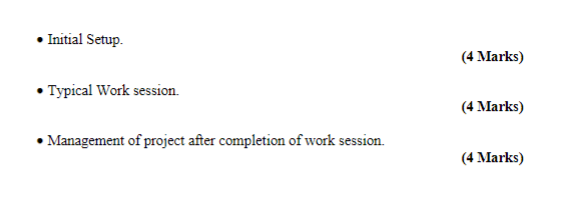 • Initial Setup.
(4 Marks)
• Typical Work session.
(4 Marks)
• Management of project after completion of work session.
(4 Marks)